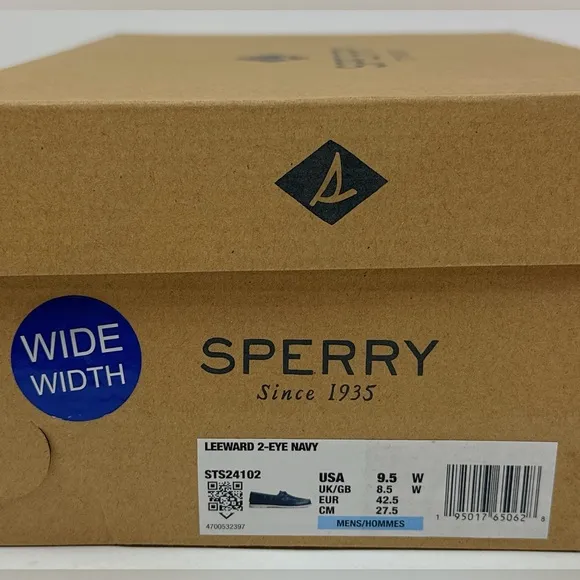 WIDE
WIDTH
SPERRY
Since 1935
LEEWARD 2-EYE NAVY
STS24102
USA 9.5 W
UK/GB 8.5 W
EUR 42.5
CM 27.5
MENS/HOMMES
4700532397
1 95017 65062 8